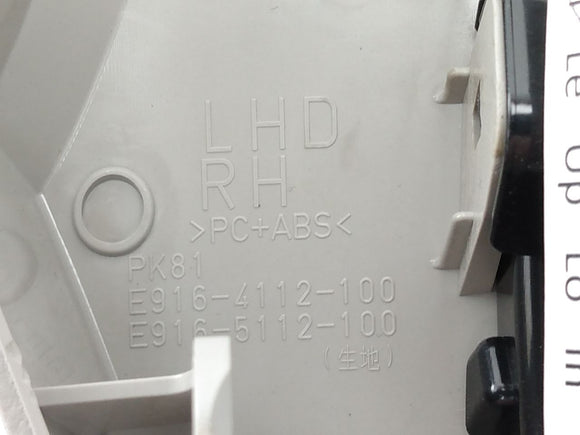 LHD
RH
>PC+ABS<
PK81
E916-4112-100
E916-5112-100
(生地)